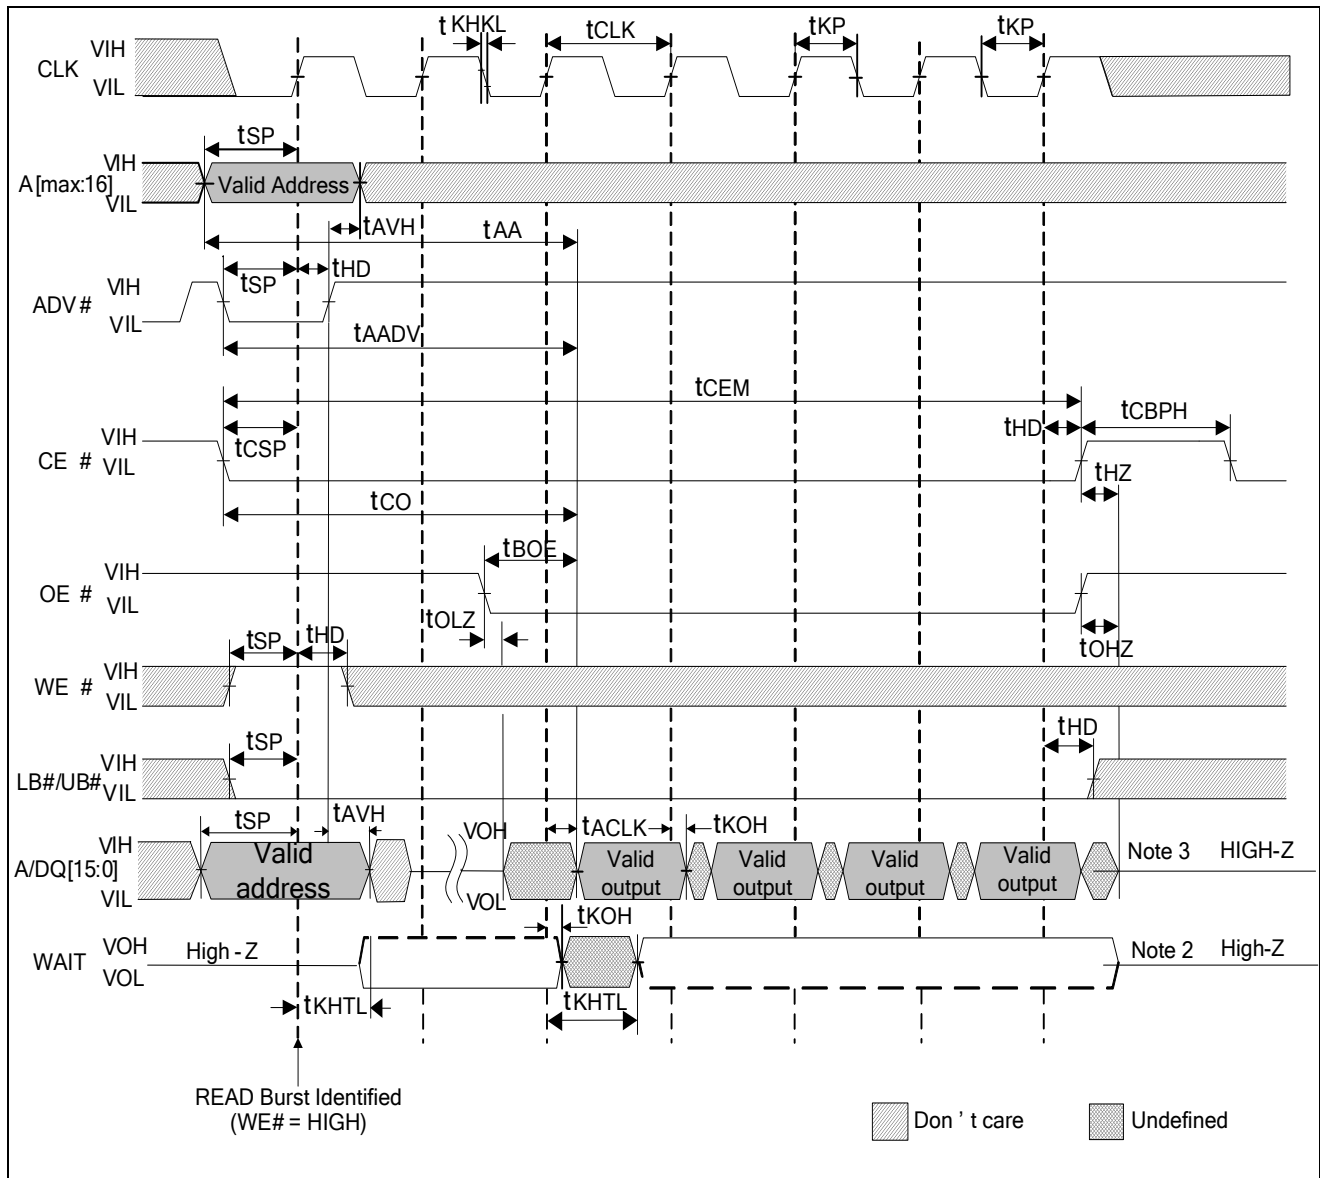 tKHKL tCLK tKP tKP
VIH
CLK
VIL
tSP
VIH
A[max:16] Valid Address
VIL
tAVH tAA
tSP tHD
VIH
ADV#
VIL
tAADV
tCEM
tCSP tHD tCBPH
VIH
CE # VIL
tHZ
tCO
tBOE
VIH
OE # VIL
tOLZ tOHZ
tSP tHD
VIH
WE #
VIL
tSP tHD
VIH
LB#/UB# VIL
tSP tAVH VOH tACLK tKOH
VIH
A/DQ[15:0] Valid address Valid output Valid output Valid output Valid output Note 3 HIGH-Z
VIL VOL
tKOH
VOH
WAIT High - Z Note 2 High-Z
VOL
tKHTL tKHTL
READ Burst Identified
(WE# = HIGH)
Don ' t care Undefined